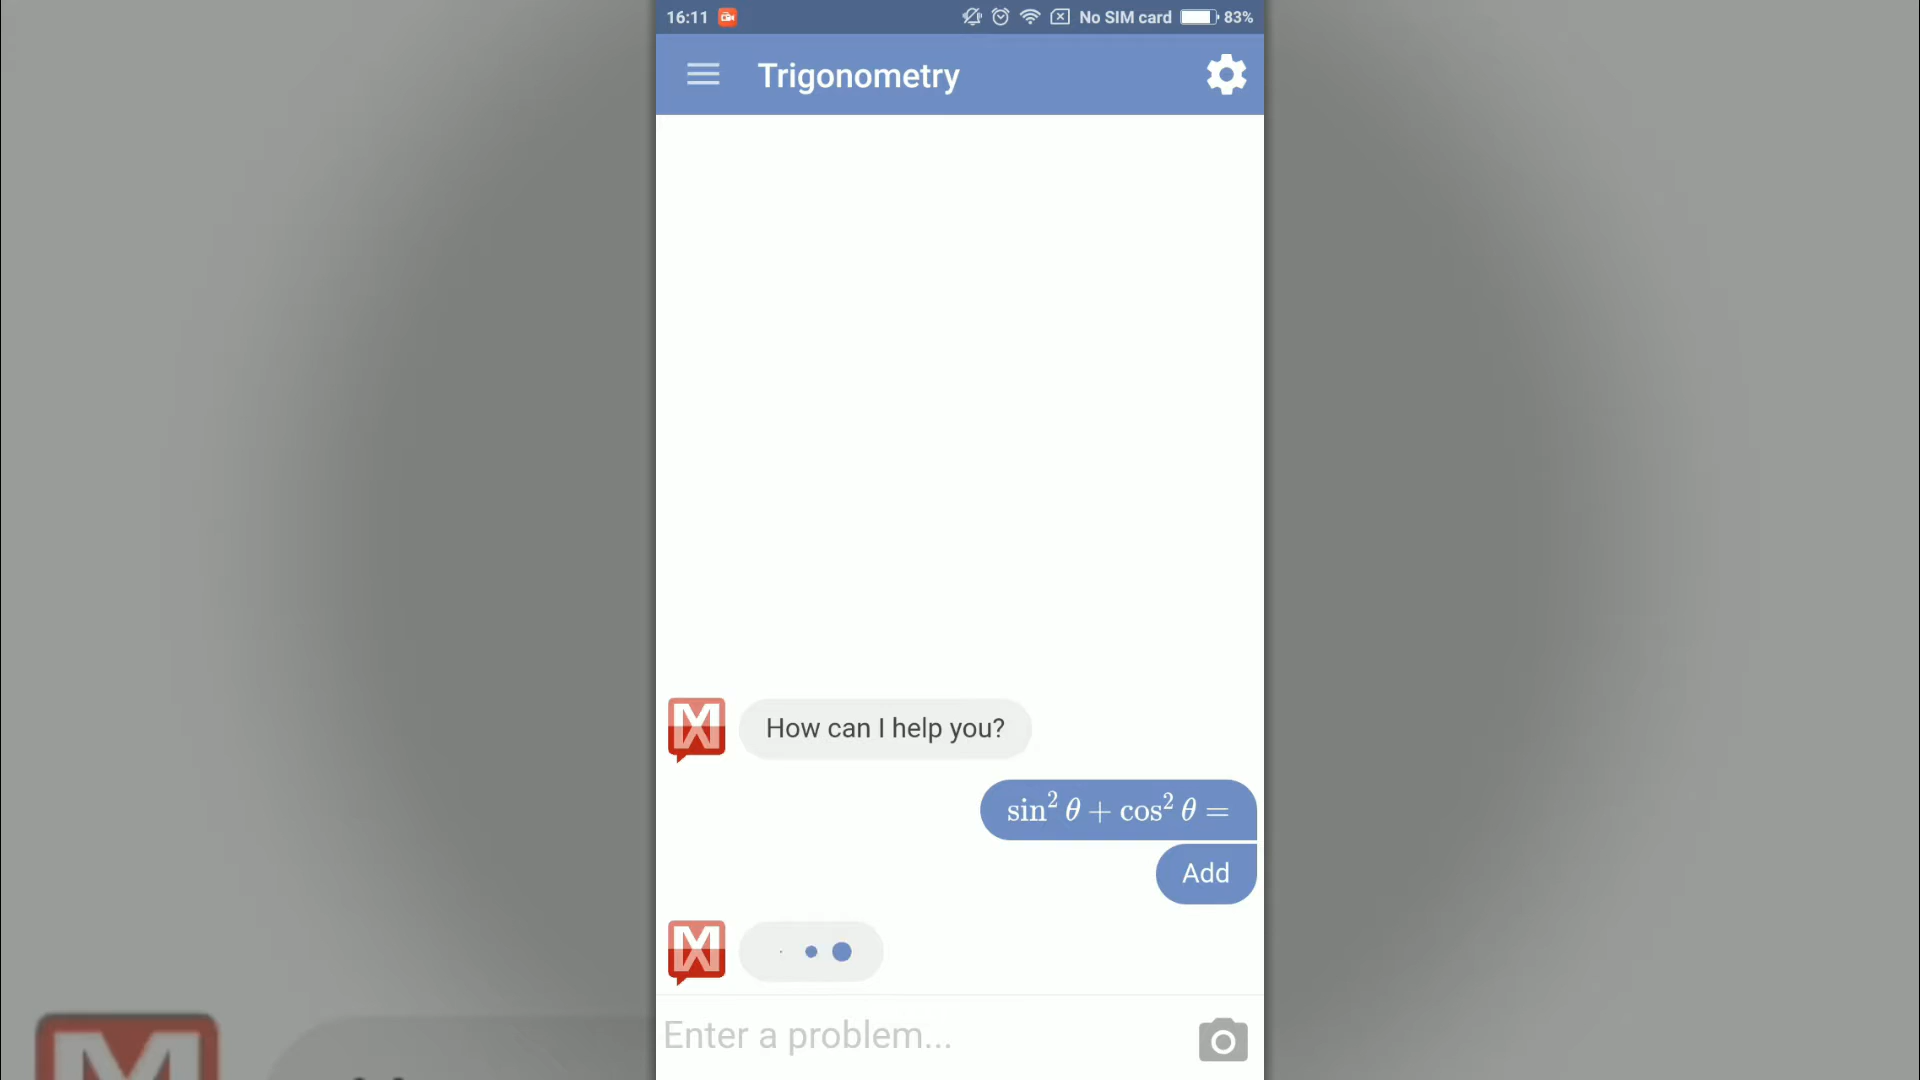 16:11 No SIM card 83%
Trigonometry
How can I help you?
sin² θ + cos² θ =
Add
Enter a problem...